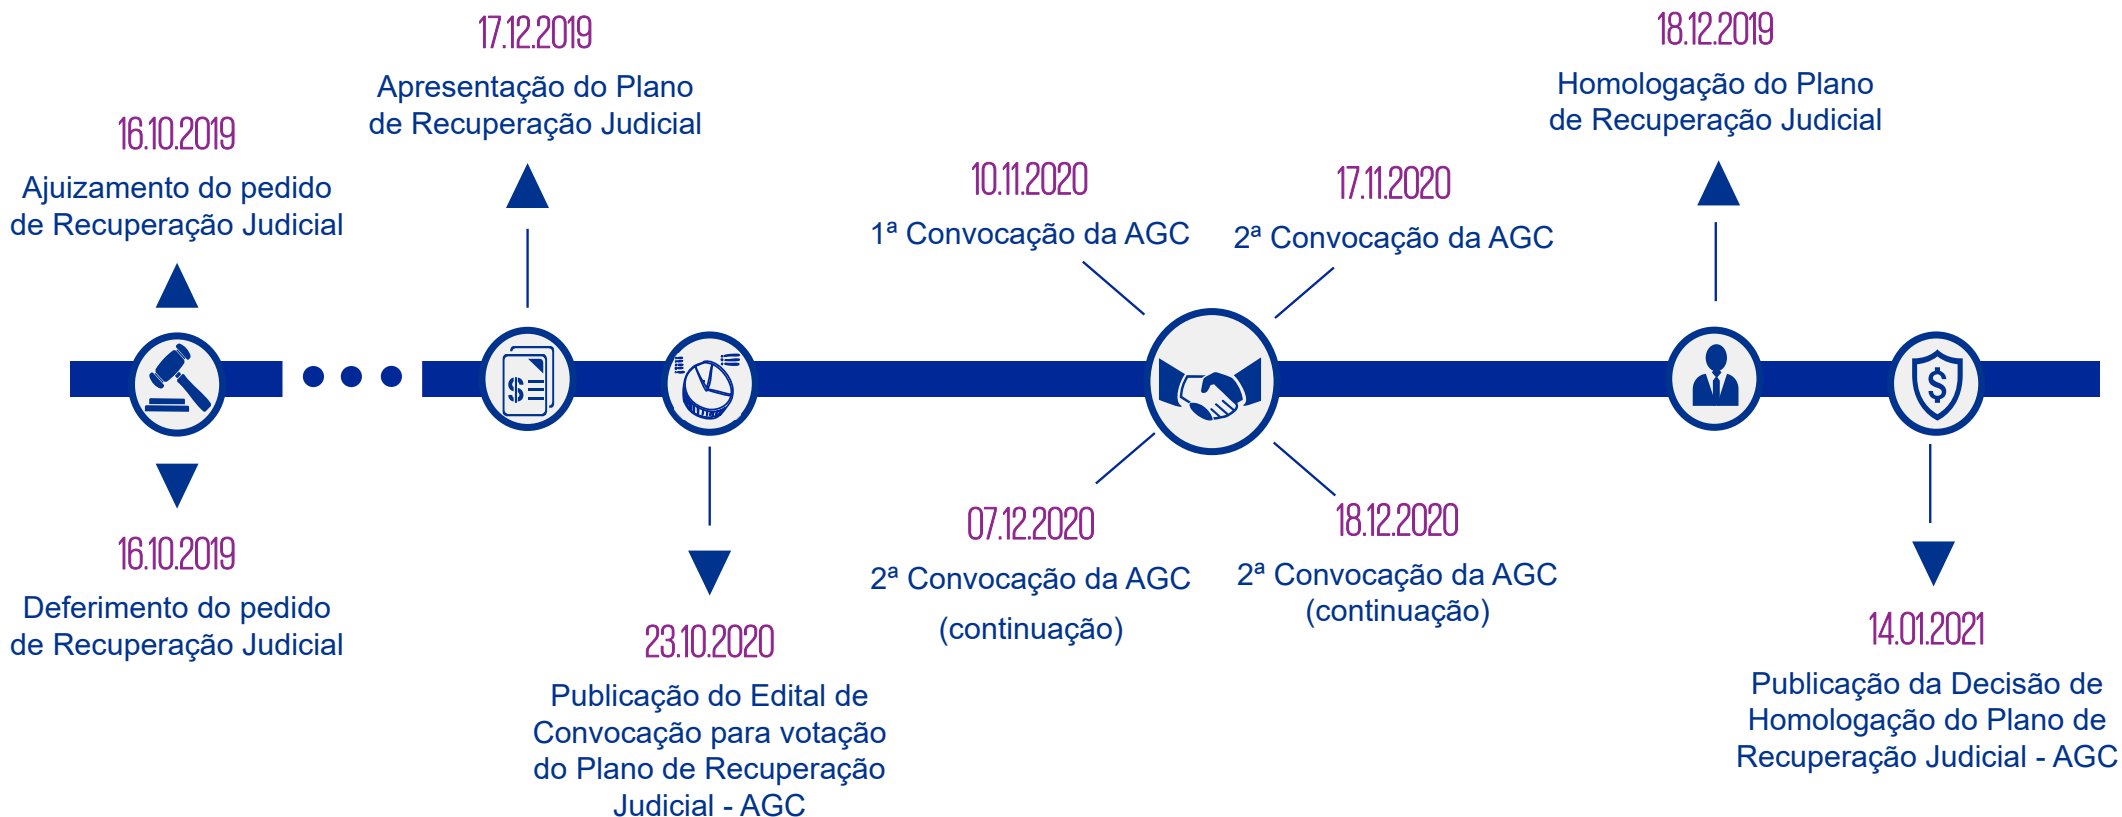 16.10.2019
Ajuizamento do pedido
de Recuperação Judicial
16.10.2019
Deferimento do pedido
de Recuperação Judicial
17.12.2019
Apresentação do Plano
de Recuperação Judicial
$
23.10.2020
Publicação do Edital de
Convocação para votação
do Plano de Recuperação
Judicial - AGC
10.11.2020
1ª Convocação da AGC
17.11.2020
2ª Convocação da AGC
07.12.2020
2ª Convocação da AGC
(continuação)
18.12.2020
2ª Convocação da AGC
(continuação)
18.12.2019
Homologação do Plano
de Recuperação Judicial
$
14.01.2021
Publicação da Decisão de
Homologação do Plano de
Recuperação Judicial - AGC